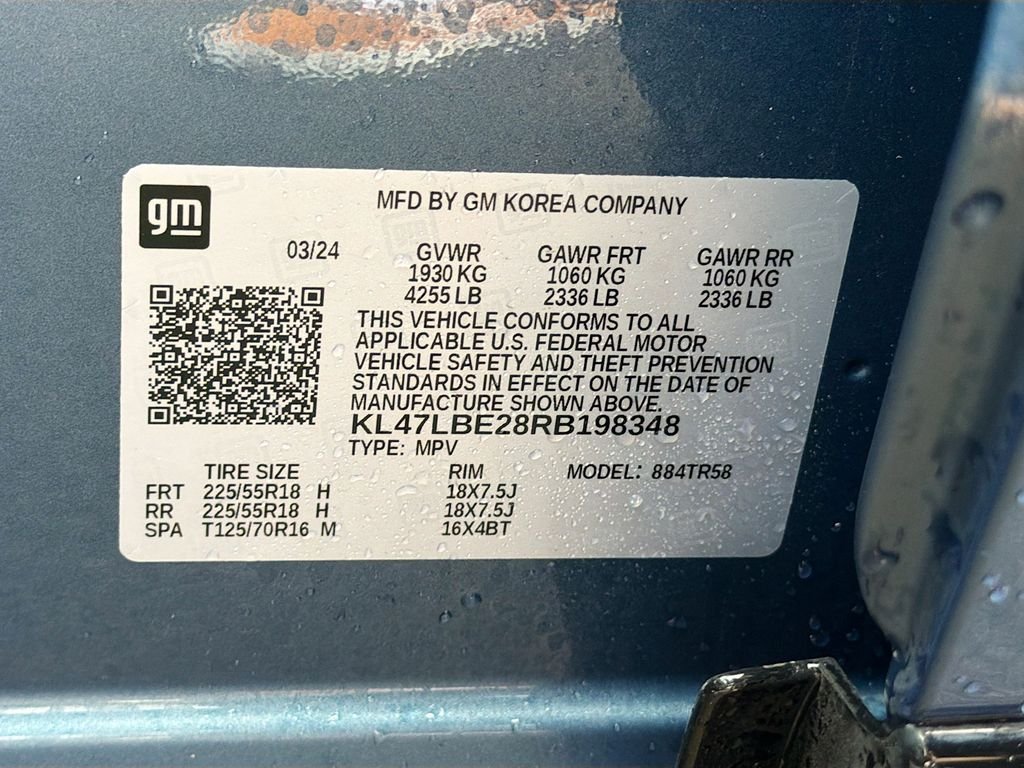 gm
MFD BY GM KOREA COMPANY
03/24 GVWR GAWR FRT GAWR RR
1930 KG 1060 KG 1060 KG
4255 LB 2336 LB 2336 LB
THIS VEHICLE CONFORMS TO ALL
APPLICABLE U.S. FEDERAL MOTOR
VEHICLE SAFETY AND THEFT PREVENTION
STANDARDS IN EFFECT ON THE DATE OF
MANUFACTURE SHOWN ABOVE.
KL47LBE28RB198348
TYPE: MPV
TIRE SIZE RIM MODEL: 884TR58
FRT 225/55R18 H 18X7.5J
RR 225/55R18 H 18X7.5J
SPA T125/70R16 M 16X4BT